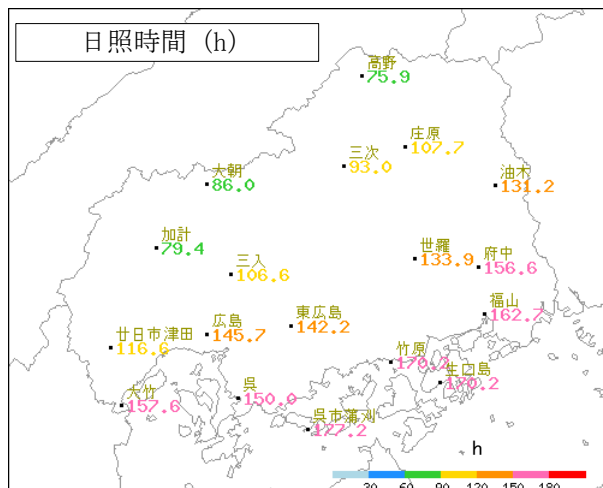 日照時間 (h)
高野
75.9
庄原
107.7
三次
93.0
大朝
86.0
油木
131.2
加計
79.4
三入
106.6
世羅
133.9
府中
156.6
福山
162.7
東広島
142.2
広島
145.7
廿日市津田
116.6
竹原
生口島
170.2
大竹
157.6
呉
150.0
呉市蒲刈
177.2
h
30 60 90 120 150 180